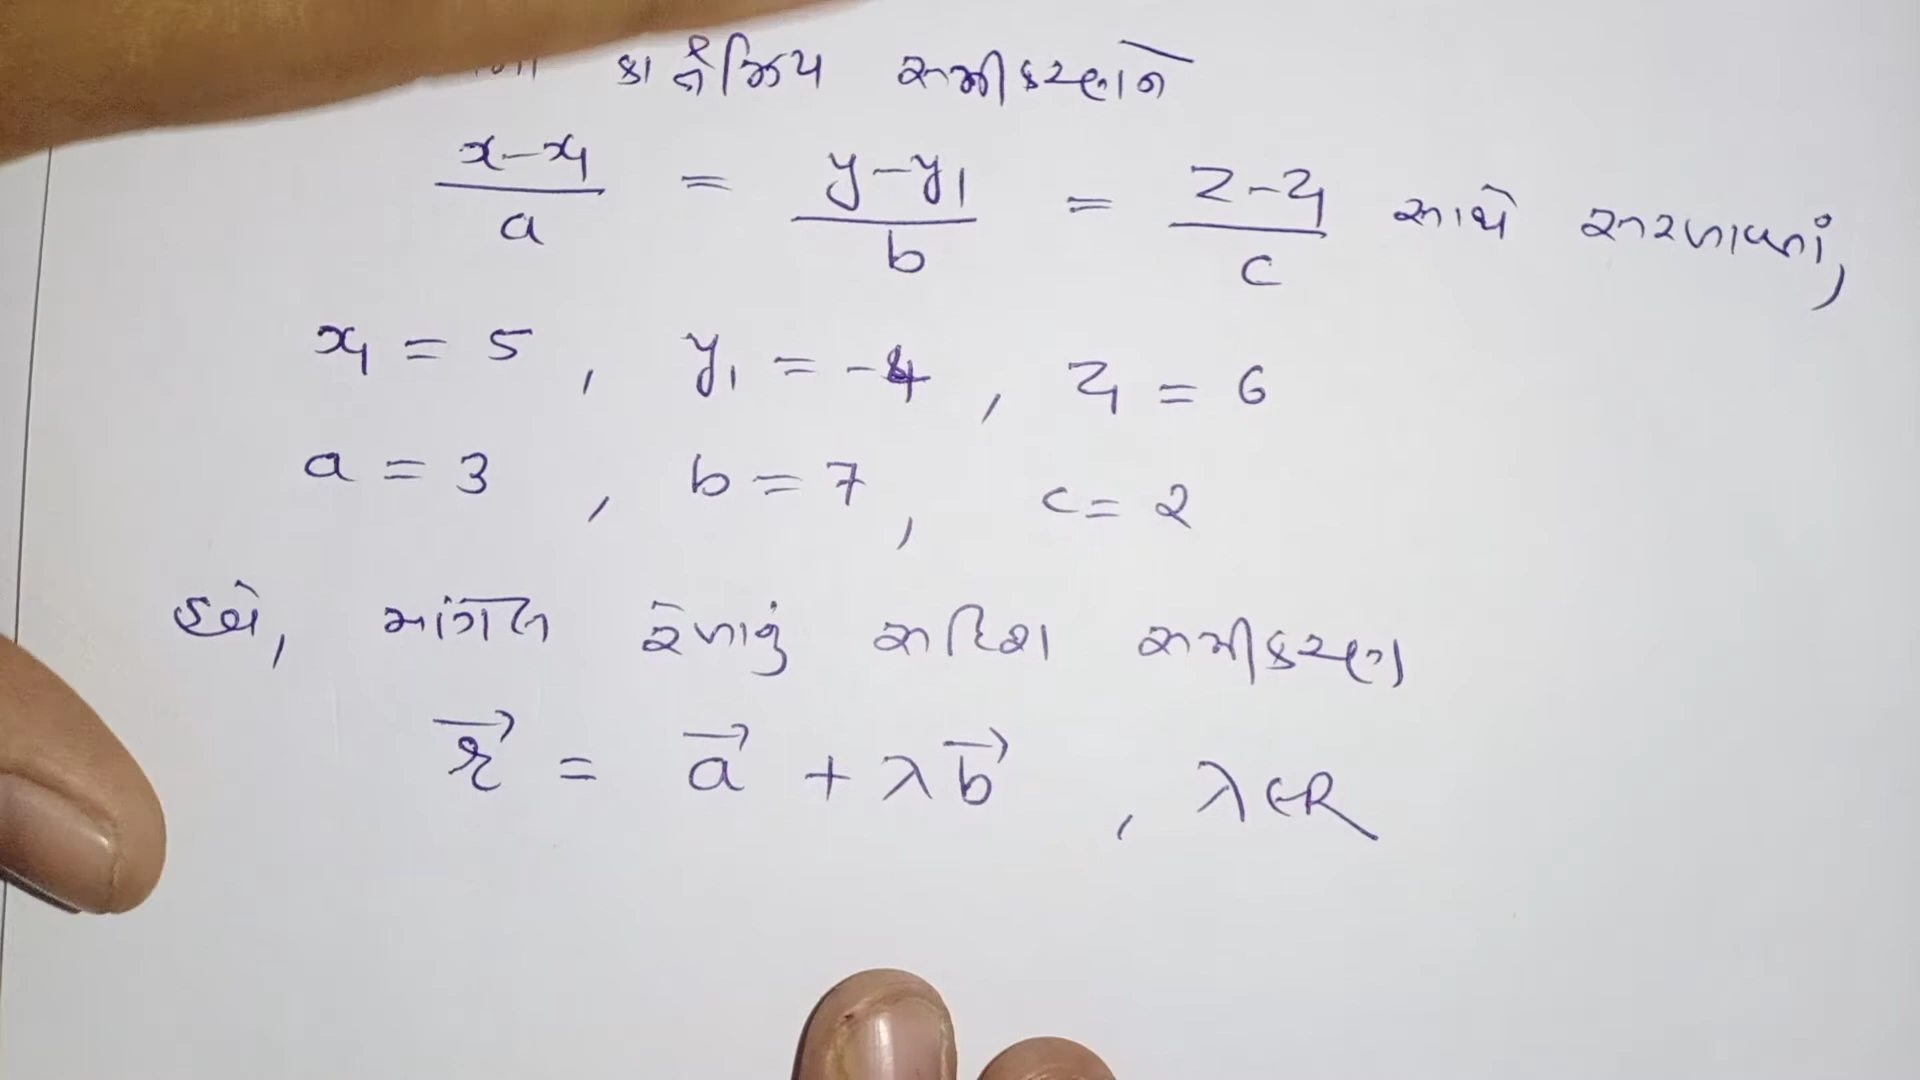 કાર્તેઝિય સમીકરણને
x-x₁/a = y-y₁/b = z-z₁/c સાથે સરખાવતાં,
x₁ = 5 , y₁ = -4 , z₁ = 6
a = 3 , b = 7 , c = 2
હવે, માંગેલ રેખાનું સદિશ સમીકરણ
r⃗ = a⃗ + λb⃗ , λ∈R